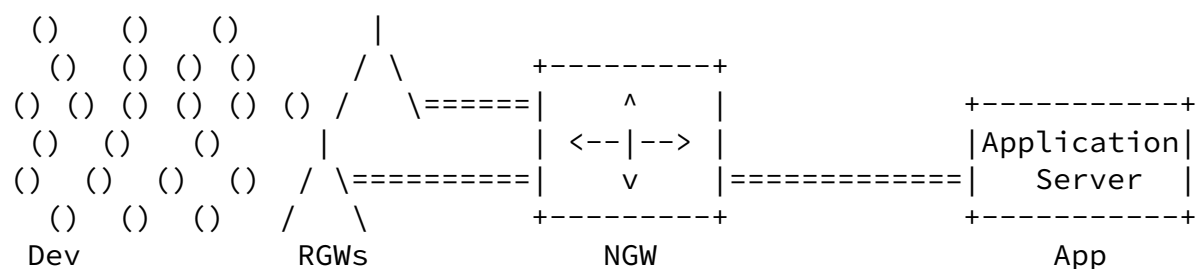 ()    ()    ()         |
  ()   () () ()      / \       +---------+
() () () () () () /   \======|    ^    |             +-----------+
 ()   ()    ()      |           | <--|--> |             |Application|
()   ()   ()   ()  / \==========|    v    |=============|   Server  |
  ()   ()  ()    /   \         +---------+             +-----------+
 Dev            RGWs             NGW                      App